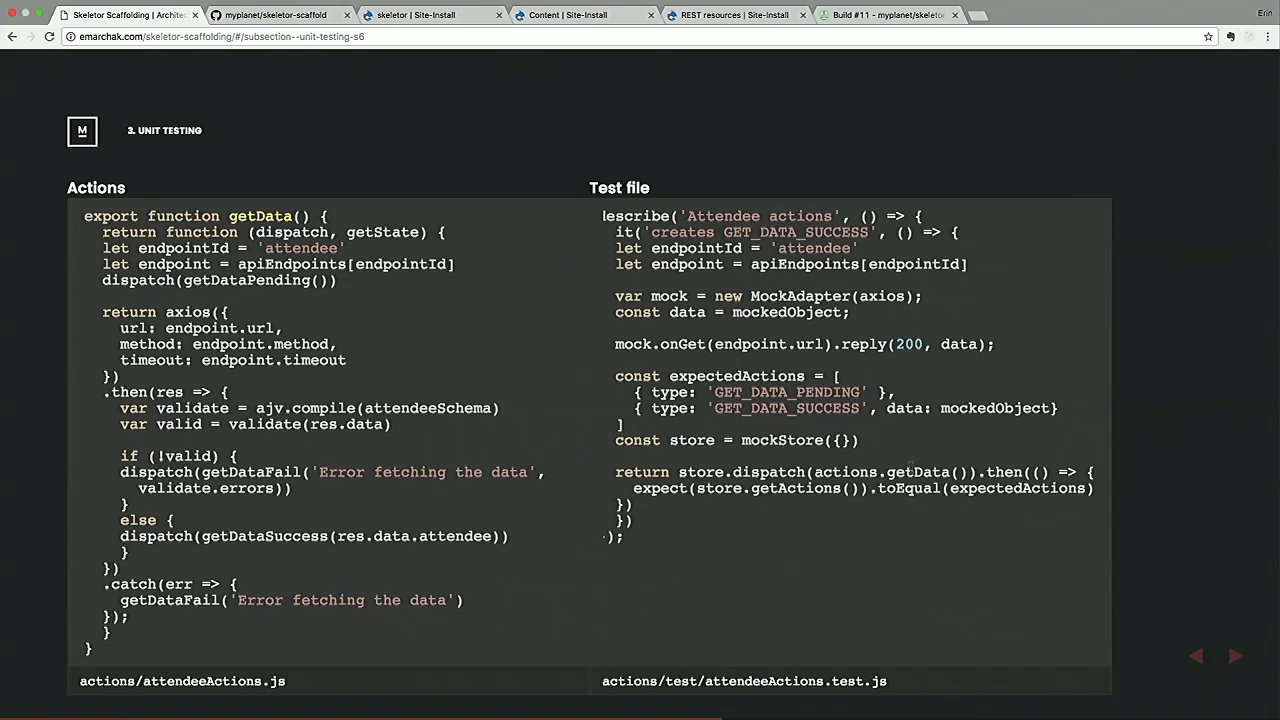 Skeletor Scaffolding | Archite
myplanet/skeletor-scaffold
skeletor | Site-Install
Content | Site-Install
REST resources | Site-Install
Build #11 - myplanet/skeletor
Erin
emarchak.com/skeletor-scaffolding/#/subsection--unit-testing-s6
M
3. UNIT TESTING
Actions
export function getData() {
return function (dispatch, getState) {
let endpointId = 'attendee'
let endpoint = apiEndpoints[endpointId]
dispatch(getDataPending())
return axios({
url: endpoint.url,
method: endpoint.method,
timeout: endpoint.timeout
})
.then(res => {
var validate = ajv.compile(attendeeSchema)
var valid = validate(res.data)
if (!valid) {
dispatch(getDataFail('Error fetching the data',
validate.errors))
}
else {
dispatch(getDataSuccess(res.data.attendee))
}
})
.catch(err => {
getDataFail('Error fetching the data')
});
}
}
actions/attendeeActions.js
Test file
describe('Attendee actions', () => {
it('creates GET_DATA_SUCCESS', () => {
let endpointId = 'attendee'
let endpoint = apiEndpoints[endpointId]
var mock = new MockAdapter(axios);
const data = mockedObject;
mock.onGet(endpoint.url).reply(200, data);
const expectedActions = [
{ type: 'GET_DATA_PENDING' },
{ type: 'GET_DATA_SUCCESS', data: mockedObject}
]
const store = mockStore({})
return store.dispatch(actions.getData()).then(() => {
expect(store.getActions()).toEqual(expectedActions)
})
})
});
actions/test/attendeeActions.test.js